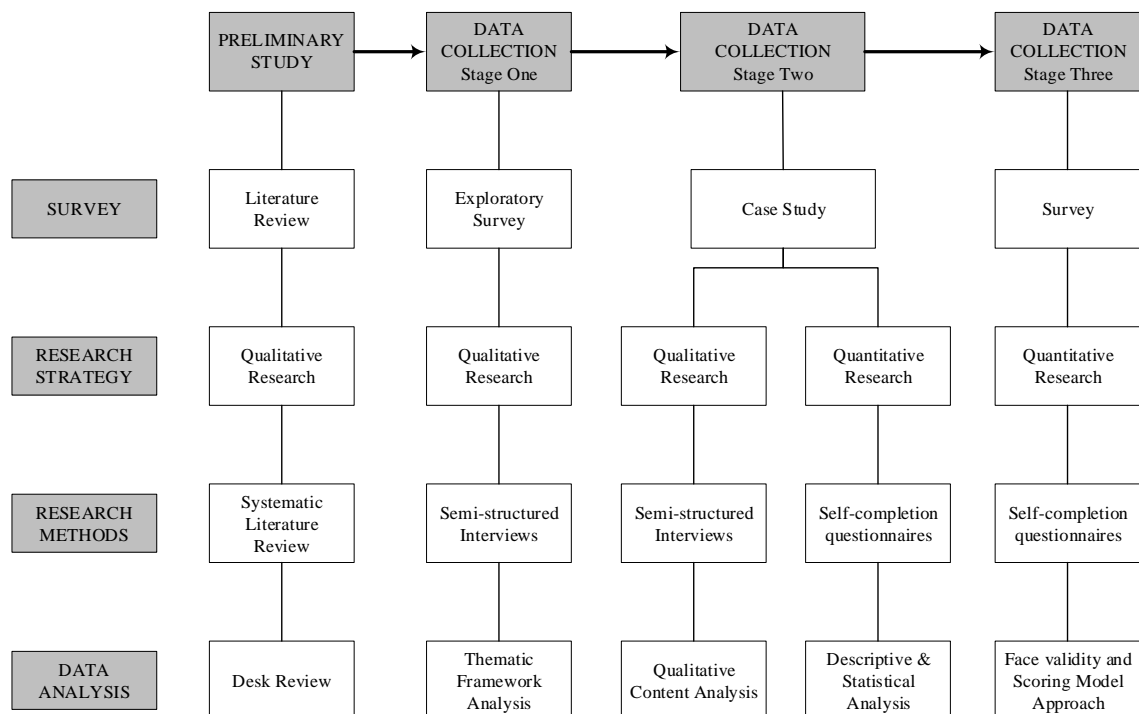 PRELIMINARY
STUDY
DATA
COLLECTION
Stage One
DATA
COLLECTION
Stage Two
DATA
COLLECTION
Stage Three
SURVEY
Literature
Review
Exploratory
Survey
Case Study
Survey
RESEARCH
STRATEGY
Qualitative
Research
Qualitative
Research
Qualitative
Research
Quantitative
Research
Quantitative
Research
RESEARCH
METHODS
Systematic
Literature
Review
Semi-structured
Interviews
Semi-structured
Interviews
Self-completion
questionnaires
Self-completion
questionnaires
DATA
ANALYSIS
Desk Review
Thematic
Framework
Analysis
Qualitative
Content Analysis
Descriptive &
Statistical
Analysis
Face validity and
Scoring Model
Approach